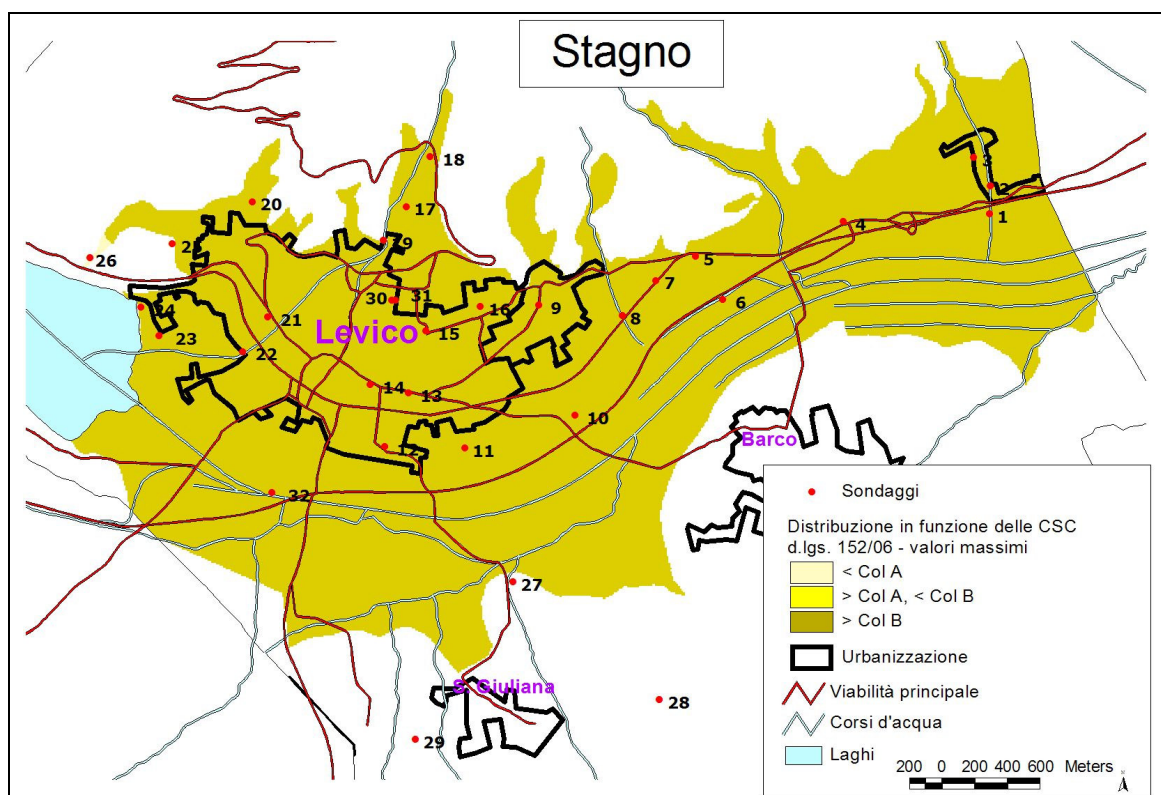 Stagno
3
2
18
20
17
1
4
19
25
26
5
7
6
30
31
16
9
8
24
21
Levico
15
23
22
14
13
10
Barco
12
11
32
27
S. Giuliana
28
29
Sondaggi
Distribuzione in funzione delle CSC
d.lgs. 152/06 - valori massimi
< Col A
> Col A, < Col B
> Col B
Urbanizzazione
Viabilità principale
Corsi d'acqua
Laghi
200 0 200 400 600 Meters